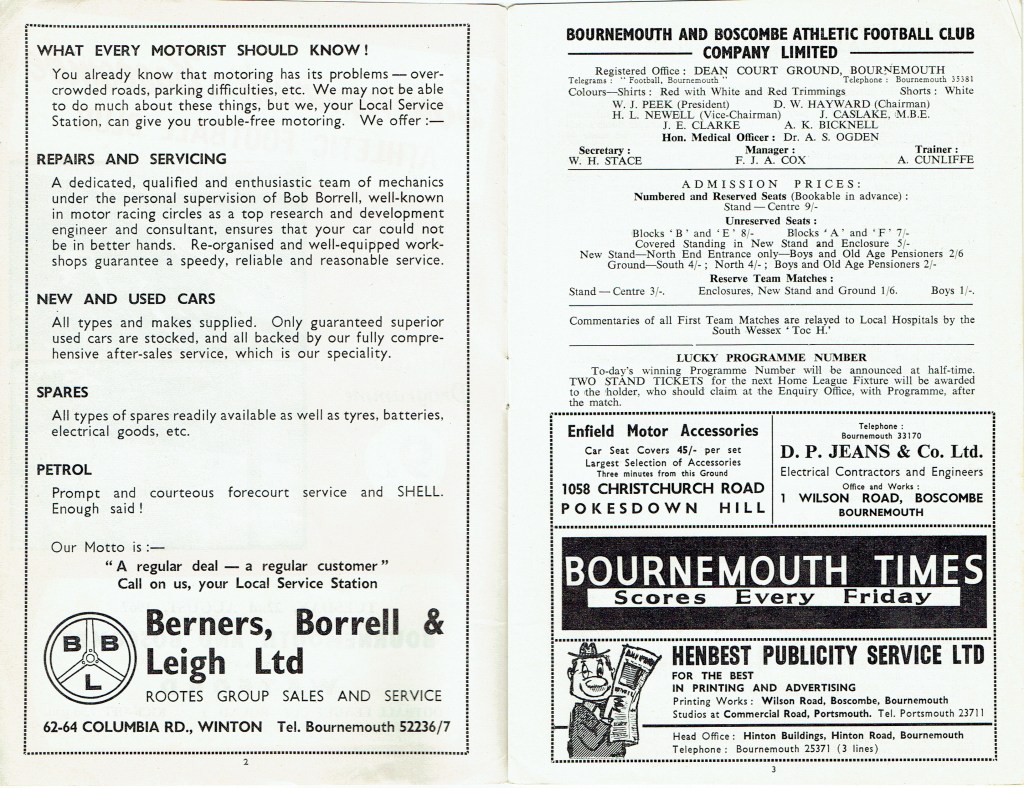 WHAT EVERY MOTORIST SHOULD KNOW!
You already know that motoring has its problems — over-
crowded roads, parking difficulties, etc. We may not be able
to do much about these things, but we, your Local Service
Station, can give you trouble-free motoring. We offer :—
REPAIRS AND SERVICING
A dedicated, qualified and enthusiastic team of mechanics
under the personal supervision of Bob Borrell, well-known
in motor racing circles as a top research and development
engineer and consultant, ensures that your car could not
be in better hands. Re-organised and well-equipped work-
shops guarantee a speedy, reliable and reasonable service.
NEW AND USED CARS
All types and makes supplied. Only guaranteed superior
used cars are stocked, and all backed by our fully compre-
hensive after-sales service, which is our speciality.
SPARES
All types of spares readily available as well as tyres, batteries,
electrical goods, etc.
PETROL
Prompt and courteous forecourt service and SHELL.
Enough said!
Our Motto is :—
"A regular deal — a regular customer"
Call on us, your Local Service Station
B B
L
Berners, Borrell &
Leigh Ltd
ROOTES GROUP SALES AND SERVICE
62-64 COLUMBIA RD., WINTON Tel. Bournemouth 52236/7
2
BOURNEMOUTH AND BOSCOMBE ATHLETIC FOOTBALL CLUB
COMPANY LIMITED
Registered Office : DEAN COURT GROUND, BOURNEMOUTH
Telegrams : "Football, Bournemouth" Telephone : Bournemouth 35381
Colours—Shirts : Red with White and Red Trimmings Shorts : White
W. J. PEEK (President) D. W. HAYWARD (Chairman)
H. L. NEWELL (Vice-Chairman) J. CASLAKE, M.B.E.
J. E. CLARKE A. K. BICKNELL
Hon. Medical Officer : Dr. A. S. OGDEN
Secretary : Manager : Trainer :
W. H. STACE F. J. A. COX A. CUNLIFFE
ADMISSION PRICES:
Numbered and Reserved Seats (Bookable in advance) :
Stand — Centre 9/-
Unreserved Seats :
Blocks 'B' and 'E' 8/- Blocks 'A' and 'F' 7/-
Covered Standing in New Stand and Enclosure 5/-
New Stand—North End Entrance only—Boys and Old Age Pensioners 2/6
Ground—South 4/- ; North 4/- ; Boys and Old Age Pensioners 2/-
Reserve Team Matches :
Stand — Centre 3/-. Enclosures, New Stand and Ground 1/6. Boys 1/-.
Commentaries of all First Team Matches are relayed to Local Hospitals by the
South Wessex 'Toc H.'
LUCKY PROGRAMME NUMBER
To-day's winning Programme Number will be announced at half-time.
TWO STAND TICKETS for the next Home League Fixture will be awarded
to the holder, who should claim at the Enquiry Office, with Programme, after
the match.
Enfield Motor Accessories
Car Seat Covers 45/- per set
Largest Selection of Accessories
Three minutes from this Ground
1058 CHRISTCHURCH ROAD
POKESDOWN HILL
Telephone :
Bournemouth 33170
D. P. JEANS & Co. Ltd.
Electrical Contractors and Engineers
Office and Works :
1 WILSON ROAD, BOSCOMBE
BOURNEMOUTH
BOURNEMOUTH TIMES
Scores Every Friday
HENBEST PUBLICITY SERVICE LTD
FOR THE BEST
IN PRINTING AND ADVERTISING
Printing Works : Wilson Road, Boscombe, Bournemouth
Studios at Commercial Road, Portsmouth. Tel. Portsmouth 23711
Head Office : Hinton Buildings, Hinton Road, Bournemouth
Telephone : Bournemouth 25371 (3 lines)
3